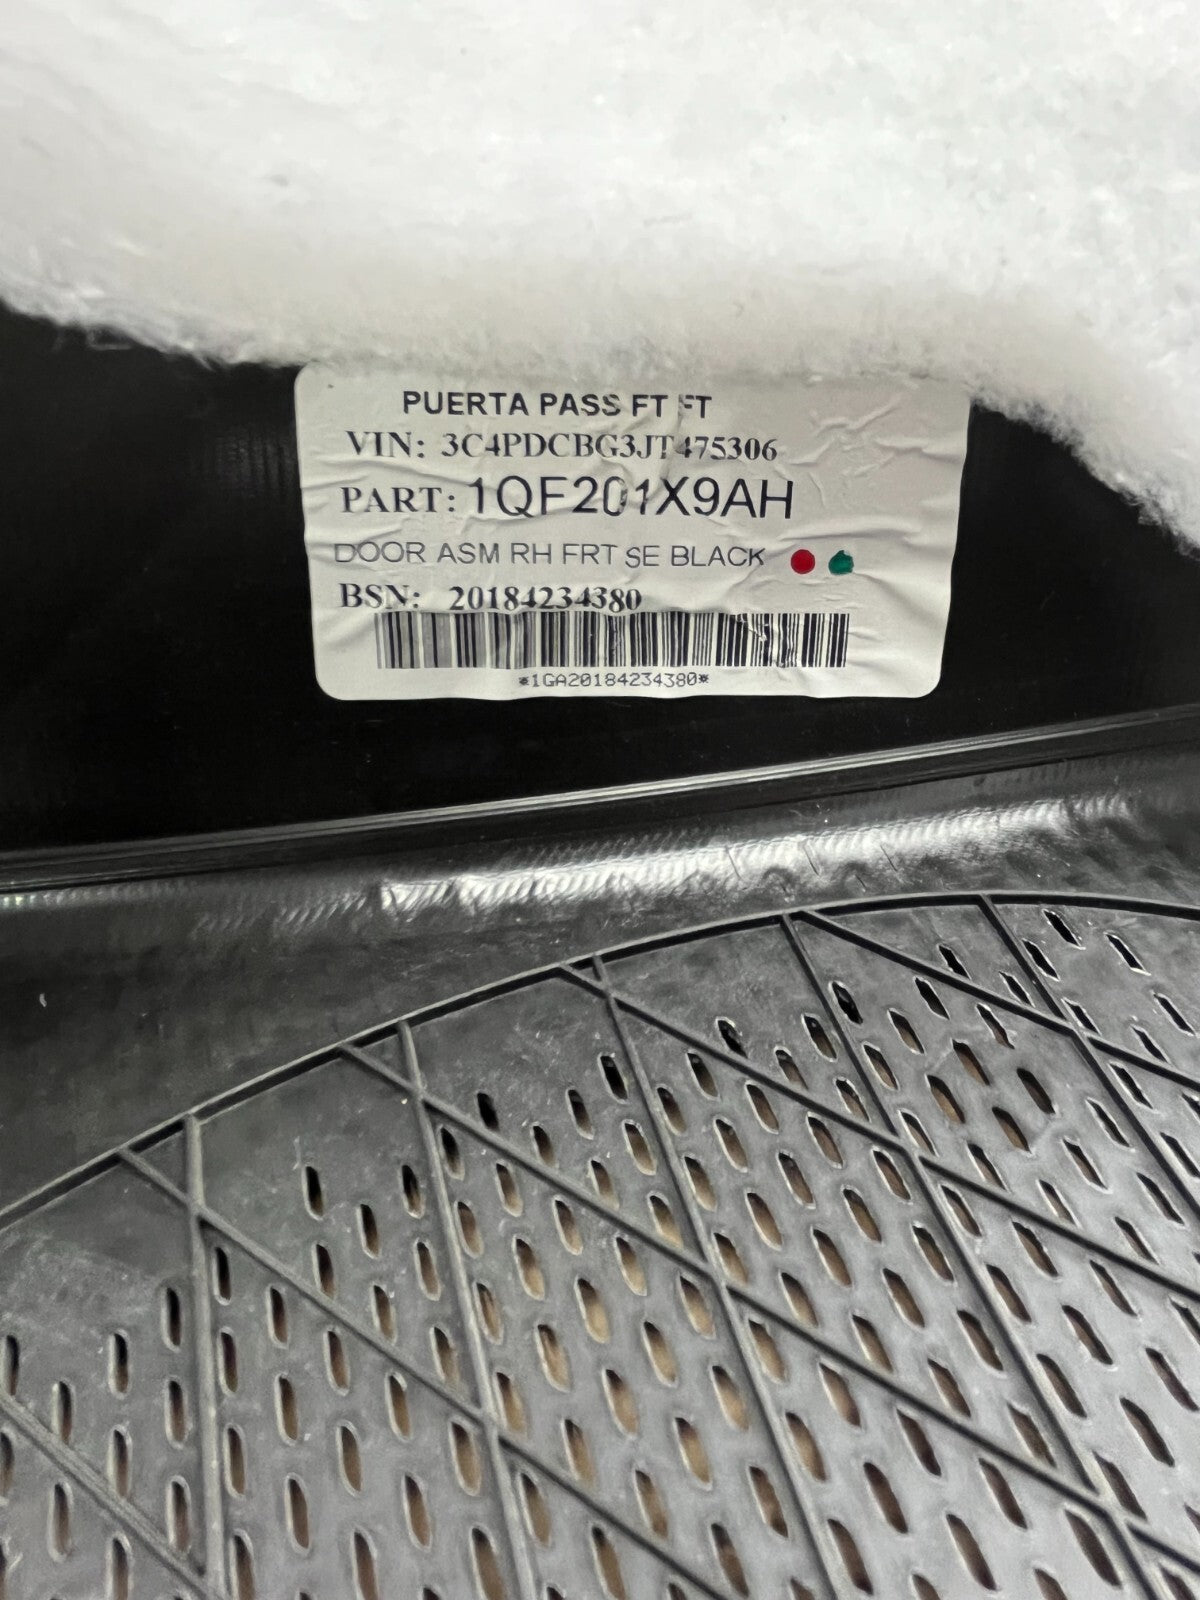 PUERTA PASS FT FT
VIN: 3C4PDCBG3JT475306
PART: 1QF201X9AH
DOOR ASM RH FRT SE BLACK
BSN: 20184234380
*1GA20184234380*